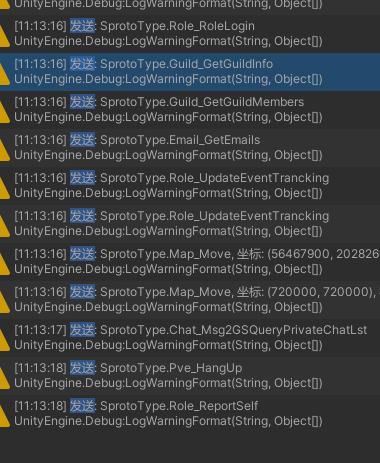 UnityEngine.Debug:LogWarningFormat(String, Object[])
[11:13:16] 发送: SprotoType.Role_RoleLogin
UnityEngine.Debug:LogWarningFormat(String, Object[])
[11:13:16] 发送: SprotoType.Guild_GetGuildInfo
UnityEngine.Debug:LogWarningFormat(String, Object[])
[11:13:16] 发送: SprotoType.Guild_GetGuildMembers
UnityEngine.Debug:LogWarningFormat(String, Object[])
[11:13:16] 发送: SprotoType.Email_GetEmails
UnityEngine.Debug:LogWarningFormat(String, Object[])
[11:13:16] 发送: SprotoType.Role_UpdateEventTrancking
UnityEngine.Debug:LogWarningFormat(String, Object[])
[11:13:16] 发送: SprotoType.Role_UpdateEventTrancking
UnityEngine.Debug:LogWarningFormat(String, Object[])
[11:13:16] 发送: SprotoType.Map_Move, 坐标: (56467900, 202826
UnityEngine.Debug:LogWarningFormat(String, Object[])
[11:13:16] 发送: SprotoType.Map_Move, 坐标: (720000, 720000),
UnityEngine.Debug:LogWarningFormat(String, Object[])
[11:13:17] 发送: SprotoType.Chat_Msg2GSQueryPrivateChatLst
UnityEngine.Debug:LogWarningFormat(String, Object[])
[11:13:18] 发送: SprotoType.Pve_HangUp
UnityEngine.Debug:LogWarningFormat(String, Object[])
[11:13:18] 发送: SprotoType.Role_ReportSelf
UnityEngine.Debug:LogWarningFormat(String, Object[])